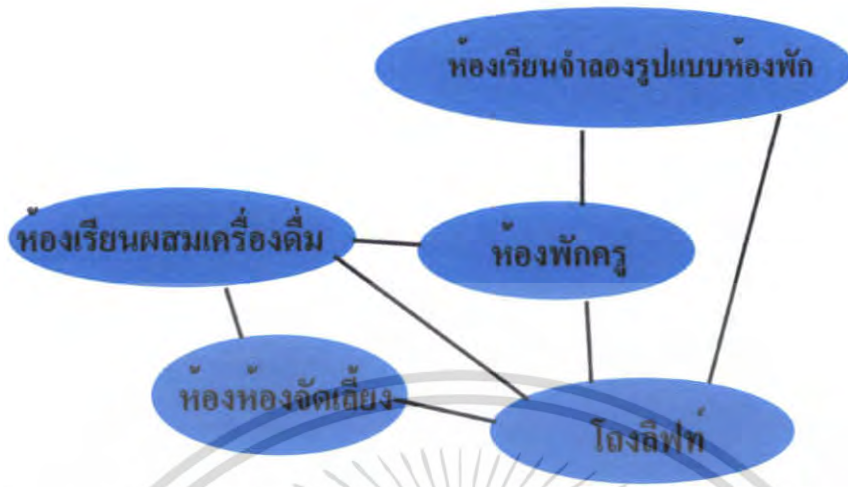 ห้องเรียนจำลองรูปแบบห้องพัก
ห้องเรียนผสมเครื่องดื่ม
ห้องพักครู
ห้องห้องจัดเลี้ยง
โถงลิฟท์